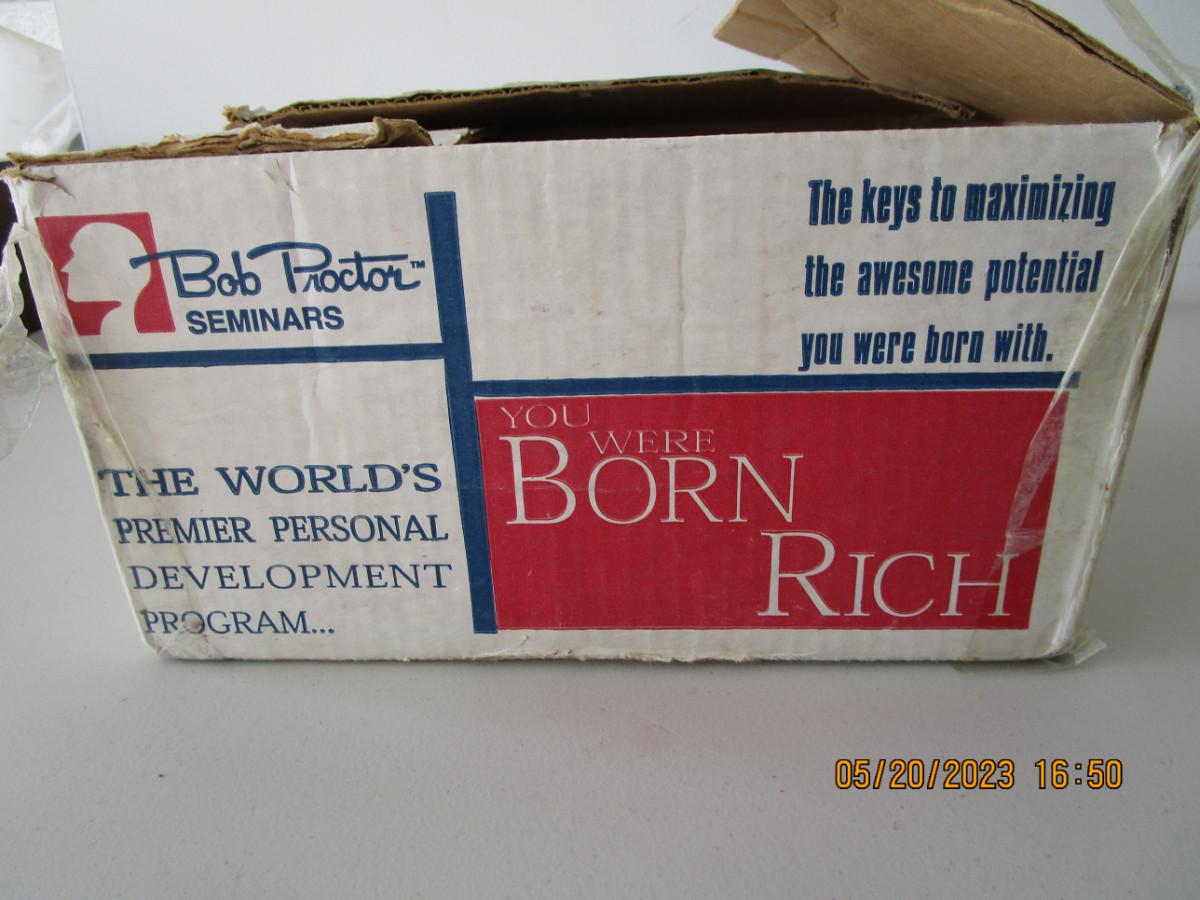 Bob Proctor™
SEMINARS
The keys to maximizing
the awesome potential
you were born with.
THE WORLD'S
PREMIER PERSONAL
DEVELOPMENT
PROGRAM...
YOU
WERE
BORN
RICH
05/20/2023 16:50